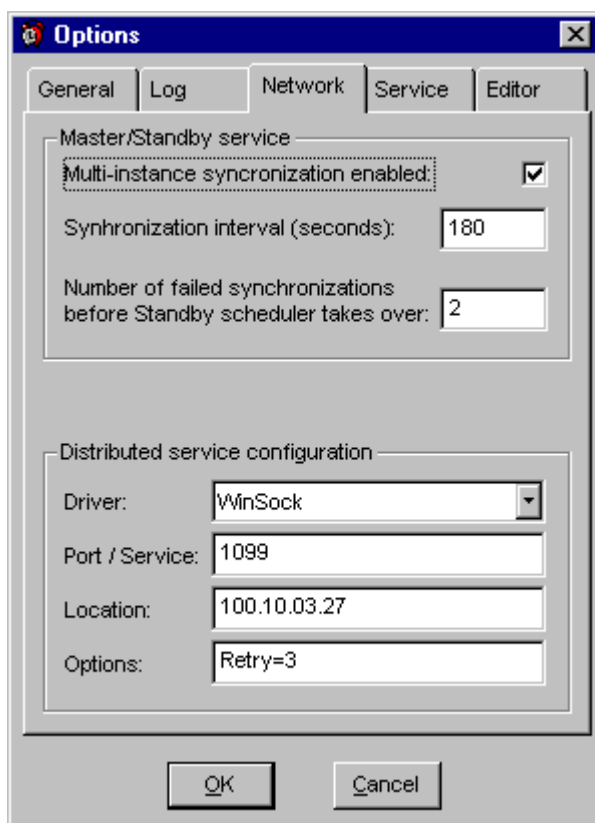 Options
General Log Network Service Editor
Master/Standby service
Multi-instance syncronization enabled:
Synhronization interval (seconds): 180
Number of failed synchronizations
before Standby scheduler takes over: 2
Distributed service configuration
Driver: WinSock
Port / Service: 1099
Location: 100.10.03.27
Options: Retry=3
OK Cancel